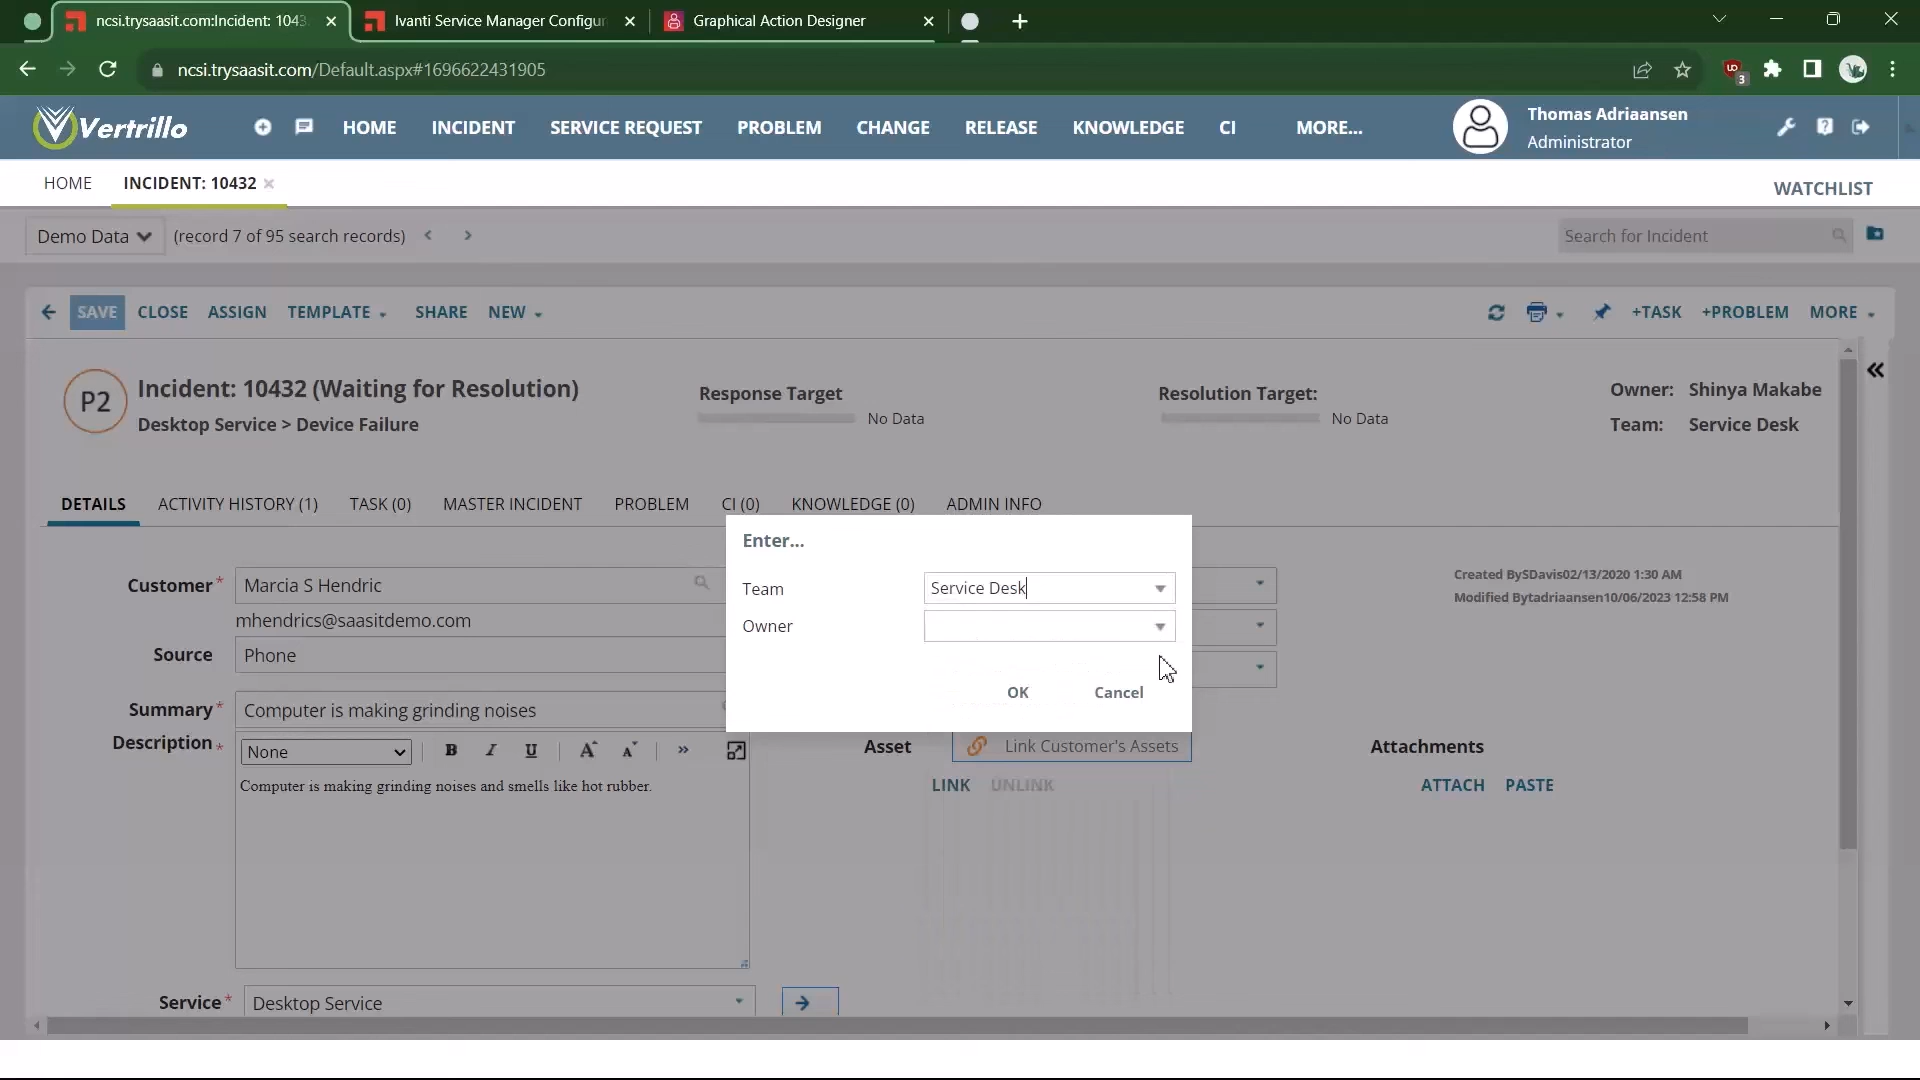 ncsi.trysaasit.com:Incident: 1043
Ivanti Service Manager Configur
Graphical Action Designer
ncsi.trysaasit.com/Default.aspx#1696622431905
3
Vertrillo
HOME
INCIDENT
SERVICE REQUEST
PROBLEM
CHANGE
RELEASE
KNOWLEDGE
CI
MORE...
Thomas Adriaansen
Administrator
HOME
INCIDENT: 10432
WATCHLIST
Demo Data
(record 7 of 95 search records)
Search for Incident
SAVE
CLOSE
ASSIGN
TEMPLATE
SHARE
NEW
+TASK
+PROBLEM
MORE
P2
Incident: 10432 (Waiting for Resolution)
Desktop Service > Device Failure
Response Target
No Data
Resolution Target:
No Data
Owner: Shinya Makabe
Team: Service Desk
DETAILS
ACTIVITY HISTORY (1)
TASK (0)
MASTER INCIDENT
PROBLEM
CI (0)
KNOWLEDGE (0)
ADMIN INFO
Enter...
Team
Service Desk
Owner
OK
Cancel
Customer*
Marcia S Hendric
mhendrics@saasitdemo.com
Source
Phone
Summary*
Computer is making grinding noises
Description*
None
B
I
U
A
A
Computer is making grinding noises and smells like hot rubber.
Created BySDavis02/13/2020 1:30 AM
Modified Bytadriaansen10/06/2023 12:58 PM
Asset
Link Customer's Assets
LINK
UNLINK
Attachments
ATTACH
PASTE
Service*
Desktop Service